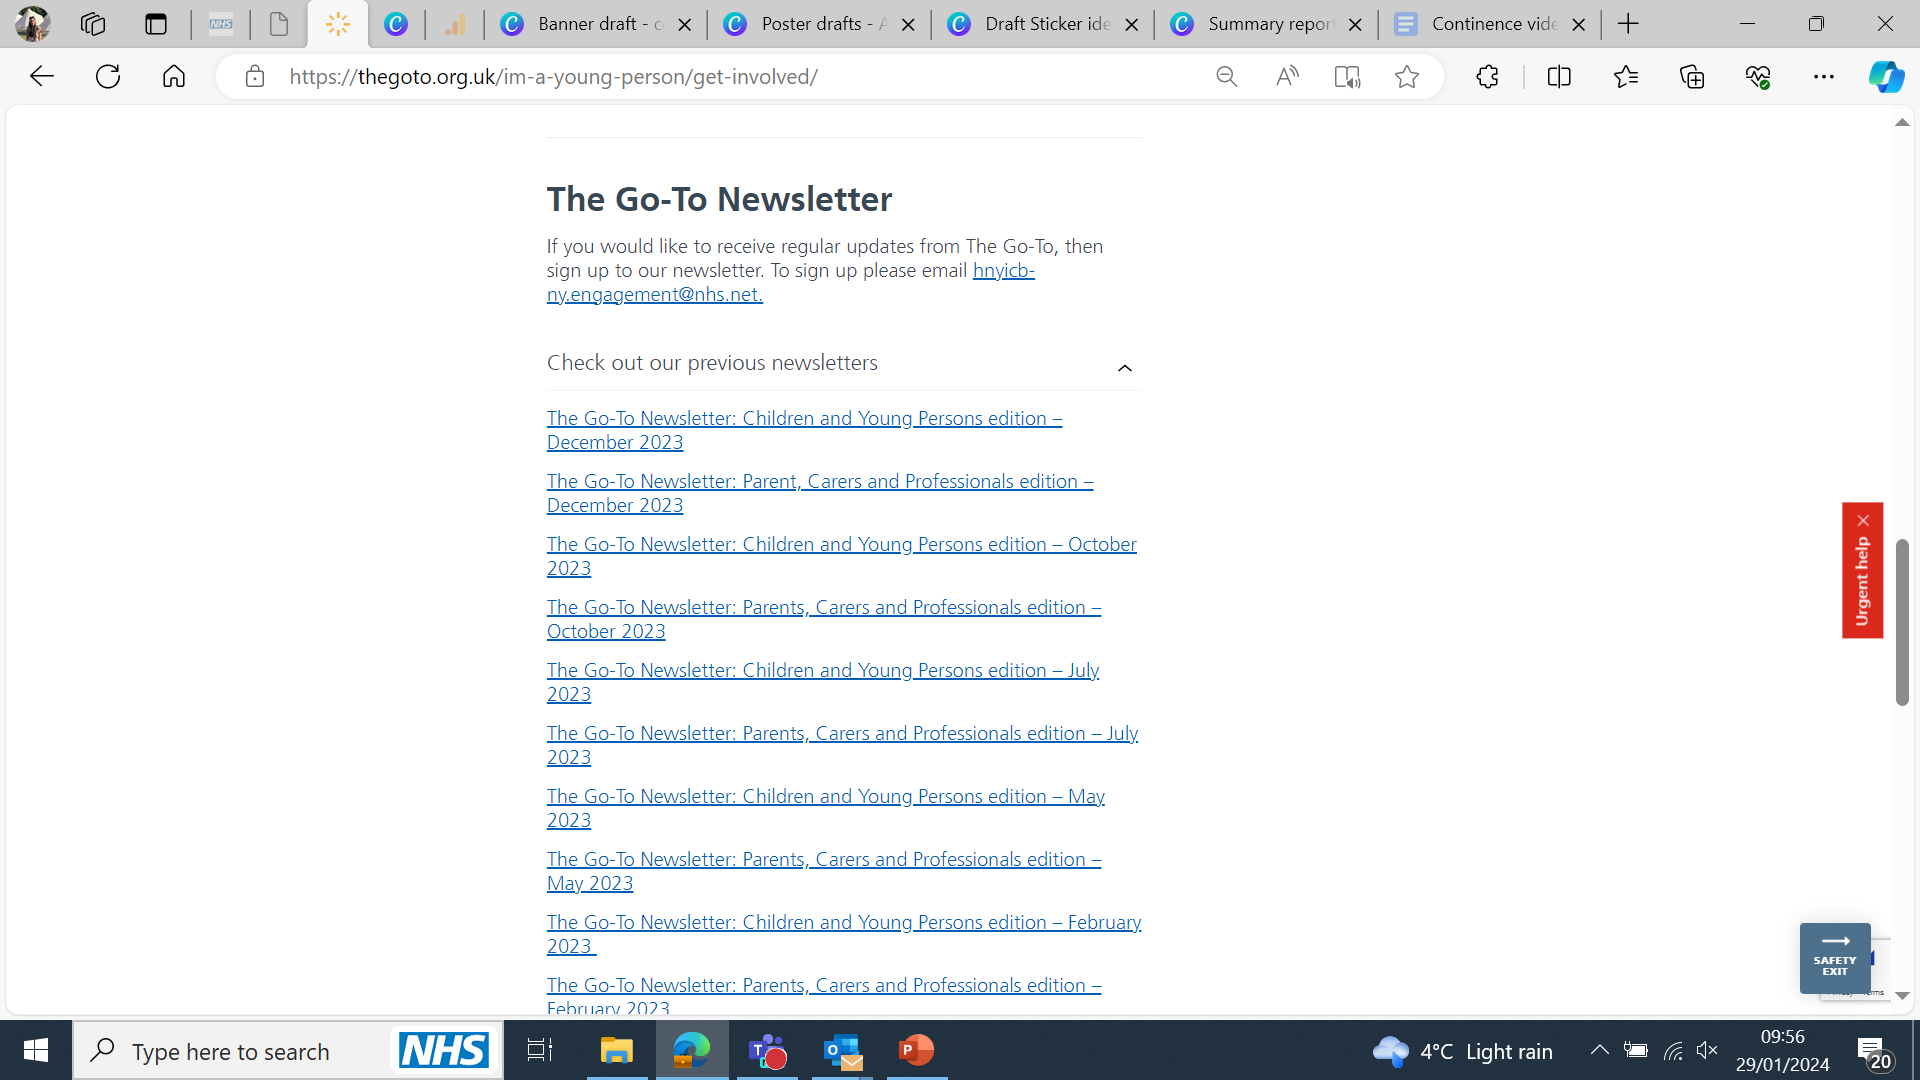 NHS
Banner draft - c
Poster drafts - A
Draft Sticker ide
Summary repor
Continence vide
https://thegoto.org.uk/im-a-young-person/get-involved/
The Go-To Newsletter
If you would like to receive regular updates from The Go-To, then
sign up to our newsletter. To sign up please email hnyicb-
ny.engagement@nhs.net.
Check out our previous newsletters
The Go-To Newsletter: Children and Young Persons edition –
December 2023
The Go-To Newsletter: Parent, Carers and Professionals edition –
December 2023
The Go-To Newsletter: Children and Young Persons edition – October
2023
The Go-To Newsletter: Parents, Carers and Professionals edition –
October 2023
The Go-To Newsletter: Children and Young Persons edition – July
2023
The Go-To Newsletter: Parents, Carers and Professionals edition – July
2023
The Go-To Newsletter: Children and Young Persons edition – May
2023
The Go-To Newsletter: Parents, Carers and Professionals edition –
May 2023
The Go-To Newsletter: Children and Young Persons edition – February
2023
The Go-To Newsletter: Parents, Carers and Professionals edition –
February 2023
Urgent help
SAFETY
EXIT
Type here to search
NHS
4°C Light rain
09:56
29/01/2024
20